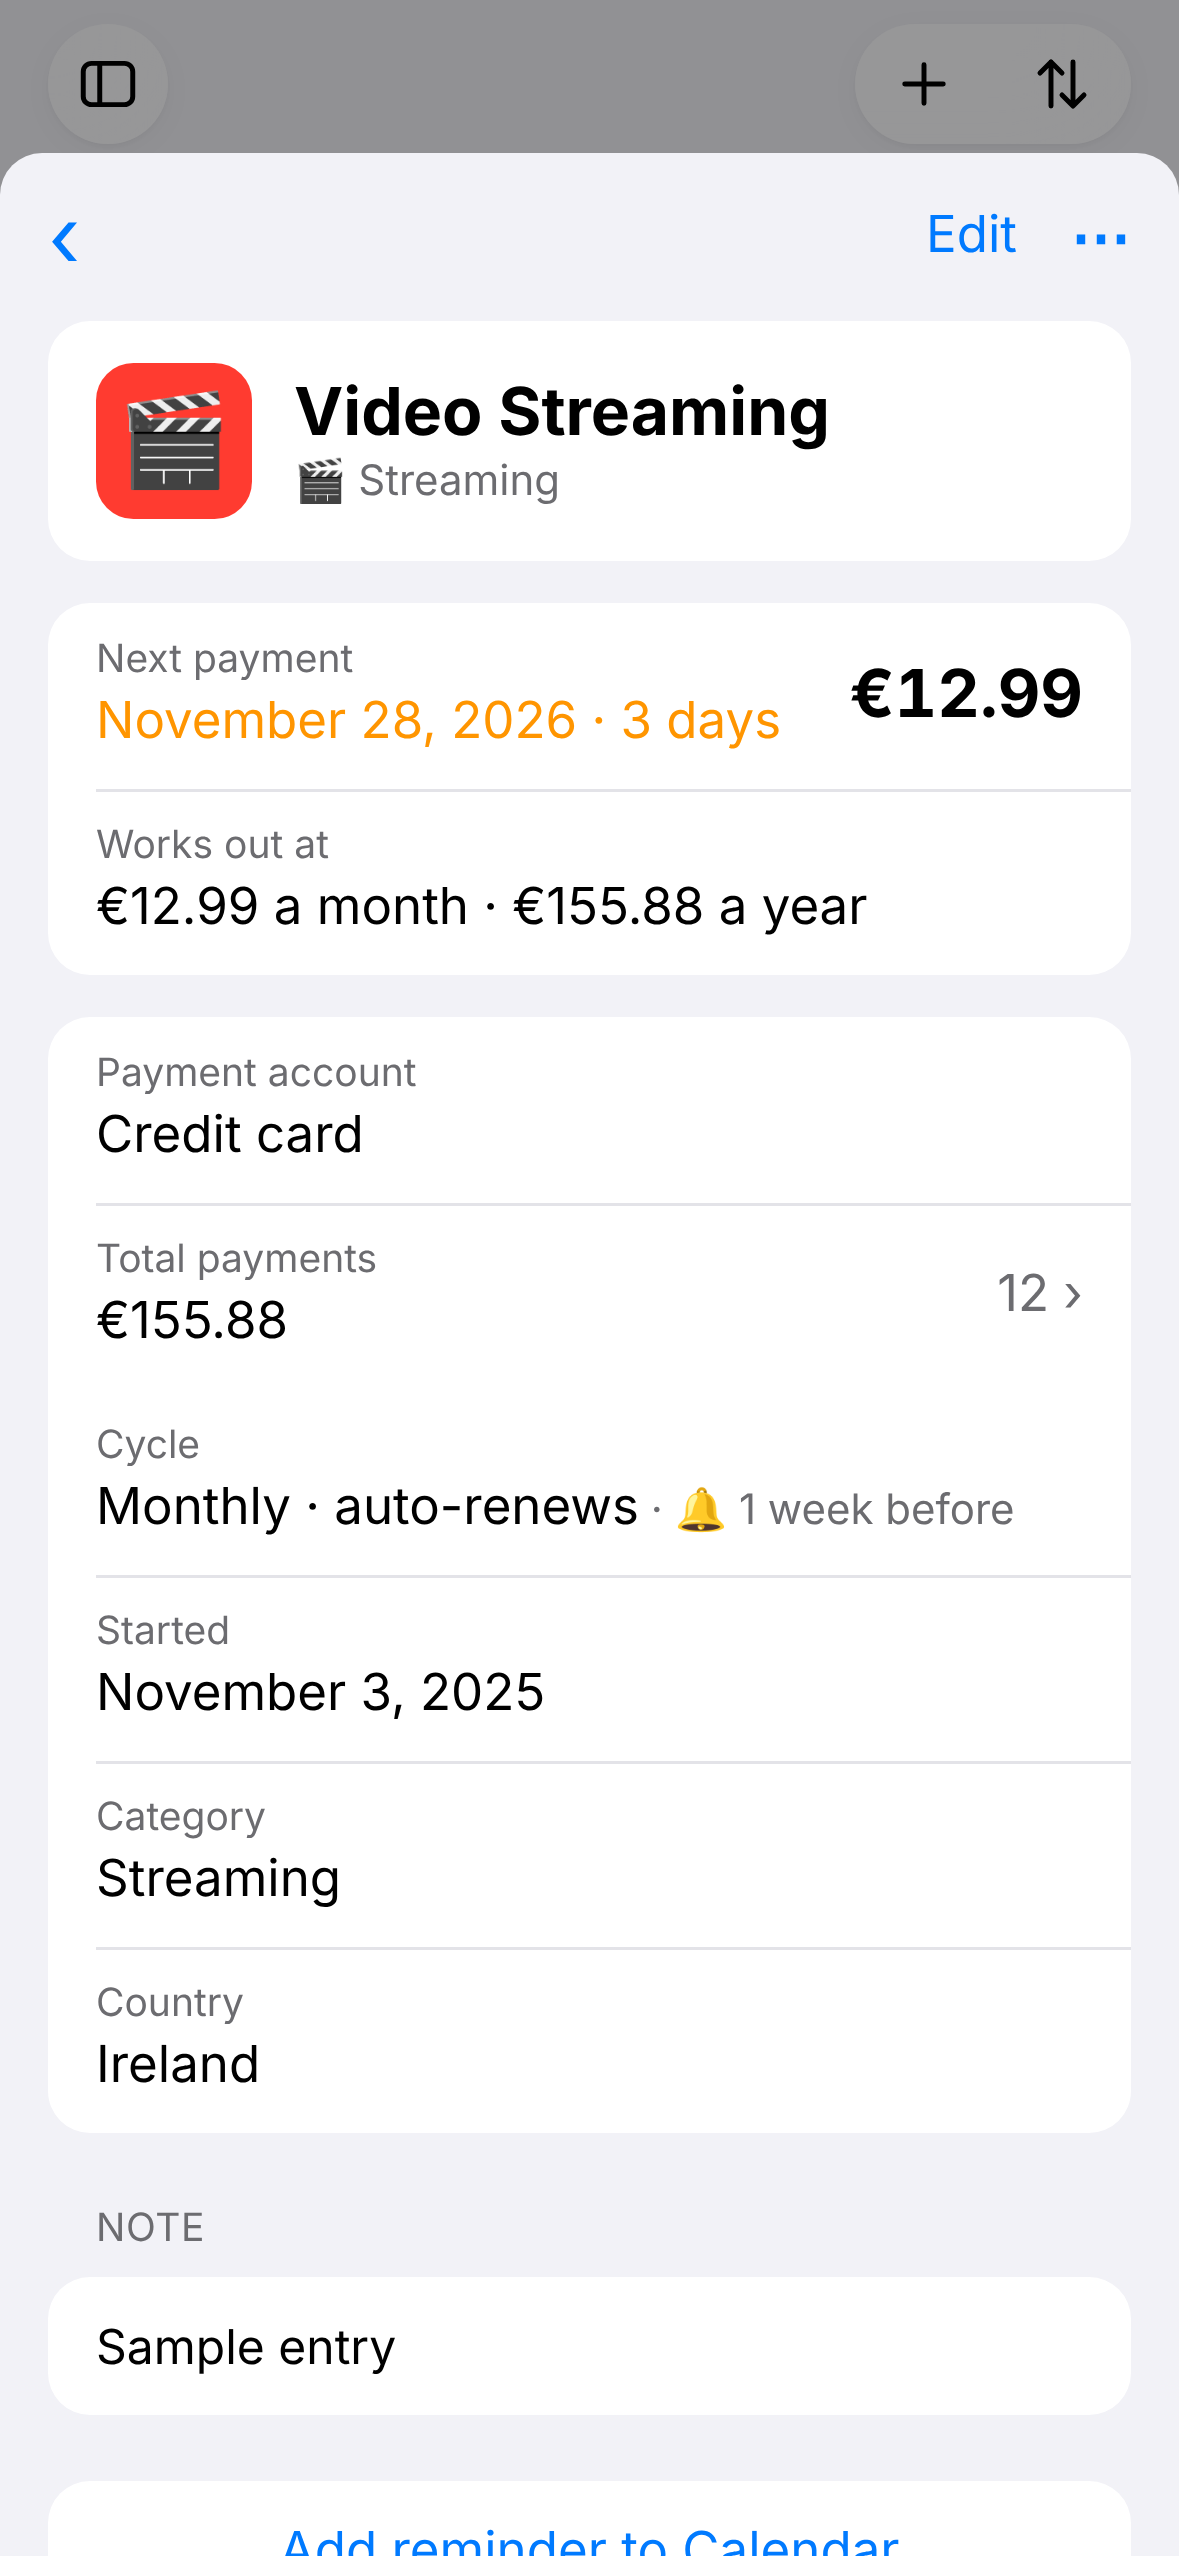 Edit
Video Streaming
Streaming
Next payment
November 28, 2026 · 3 days
€12.99
Works out at
€12.99 a month · €155.88 a year
Payment account
Credit card
Total payments
€155.88
12 ›
Cycle
Monthly · auto-renews · 🔔 1 week before
Started
November 3, 2025
Category
Streaming
Country
Ireland
NOTE
Sample entry
Add reminder to Calendar